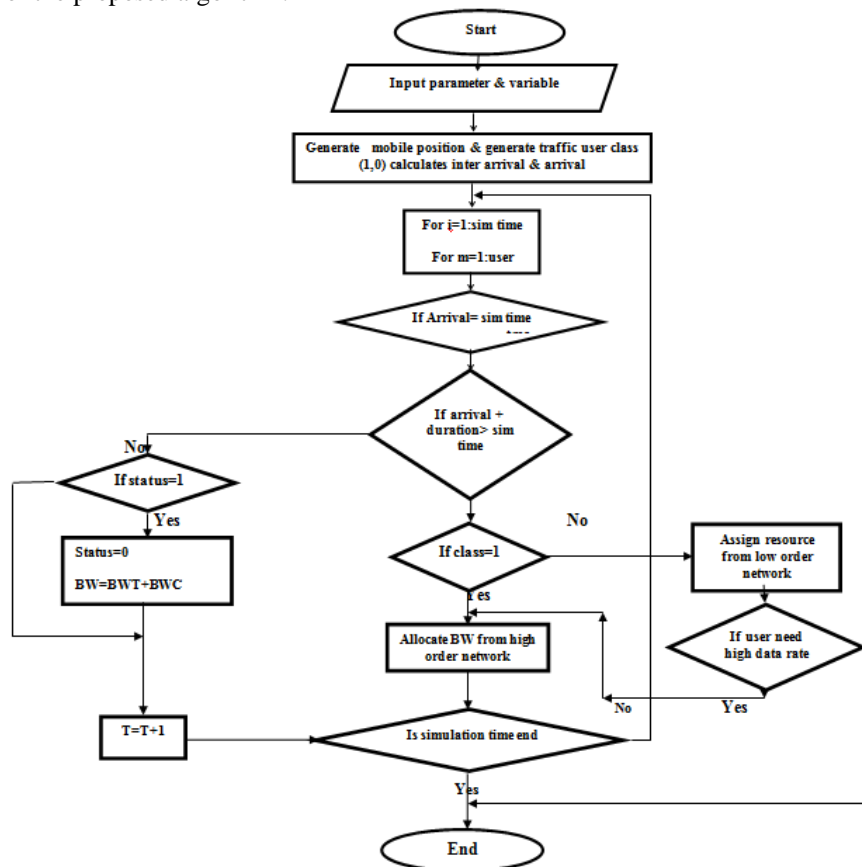 Start
Input parameter & variable
Generate mobile position & generate traffic user class
(1,0) calculates inter arrival & arrival
For i=1:sim time
For m=1:user
If Arrival= sim time
If arrival +
duration> sim
time
No
If status=1
Yes
Status=0
BW=BWT+BWC
No
If class=1
Yes
Assign resource
from low order
network
Allocate BW from high
order network
If user need
high data rate
No
Yes
T=T+1
Is simulation time end
Yes
End